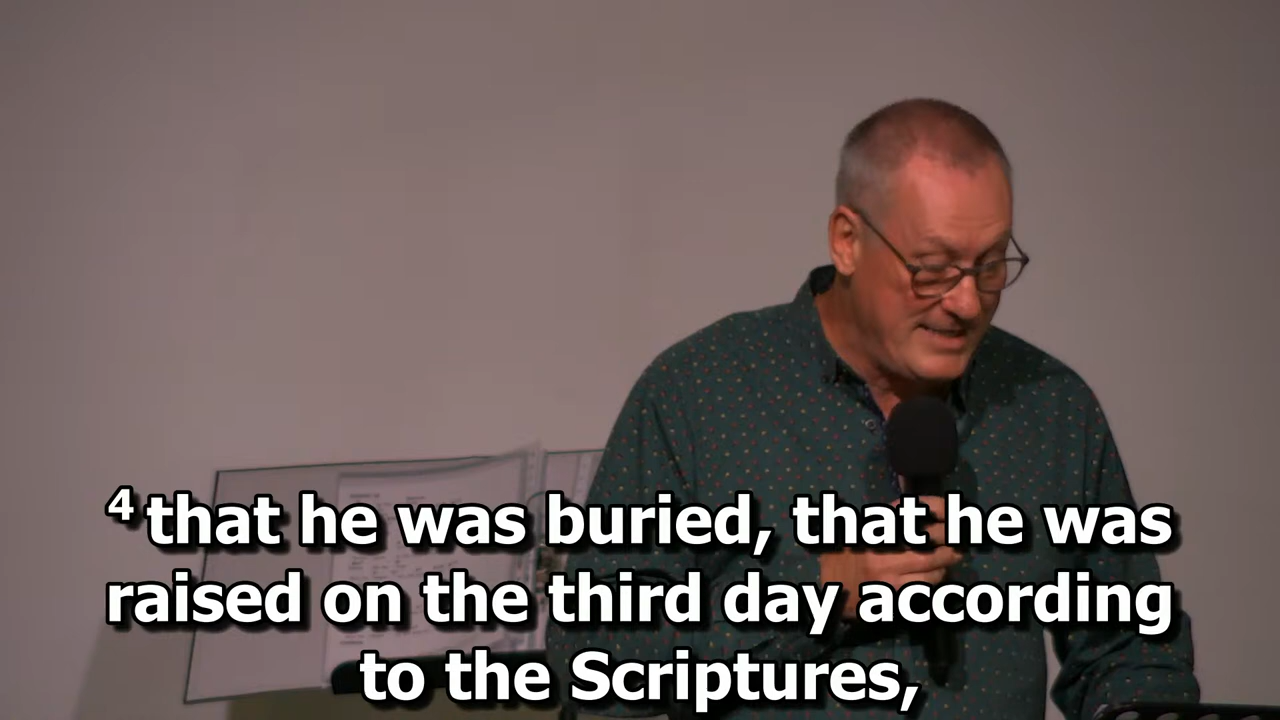 ⁴ that he was buried, that he was
raised on the third day according
to the Scriptures,